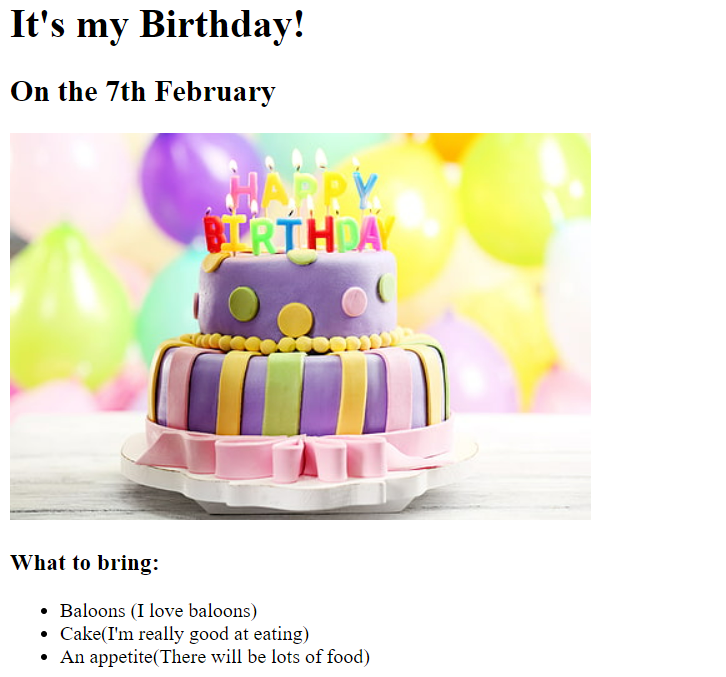 It's my Birthday!
On the 7th February
HAPPY
BIRTHDAY
What to bring:
Baloons (I love baloons)
Cake(I'm really good at eating)
An appetite(There will be lots of food)